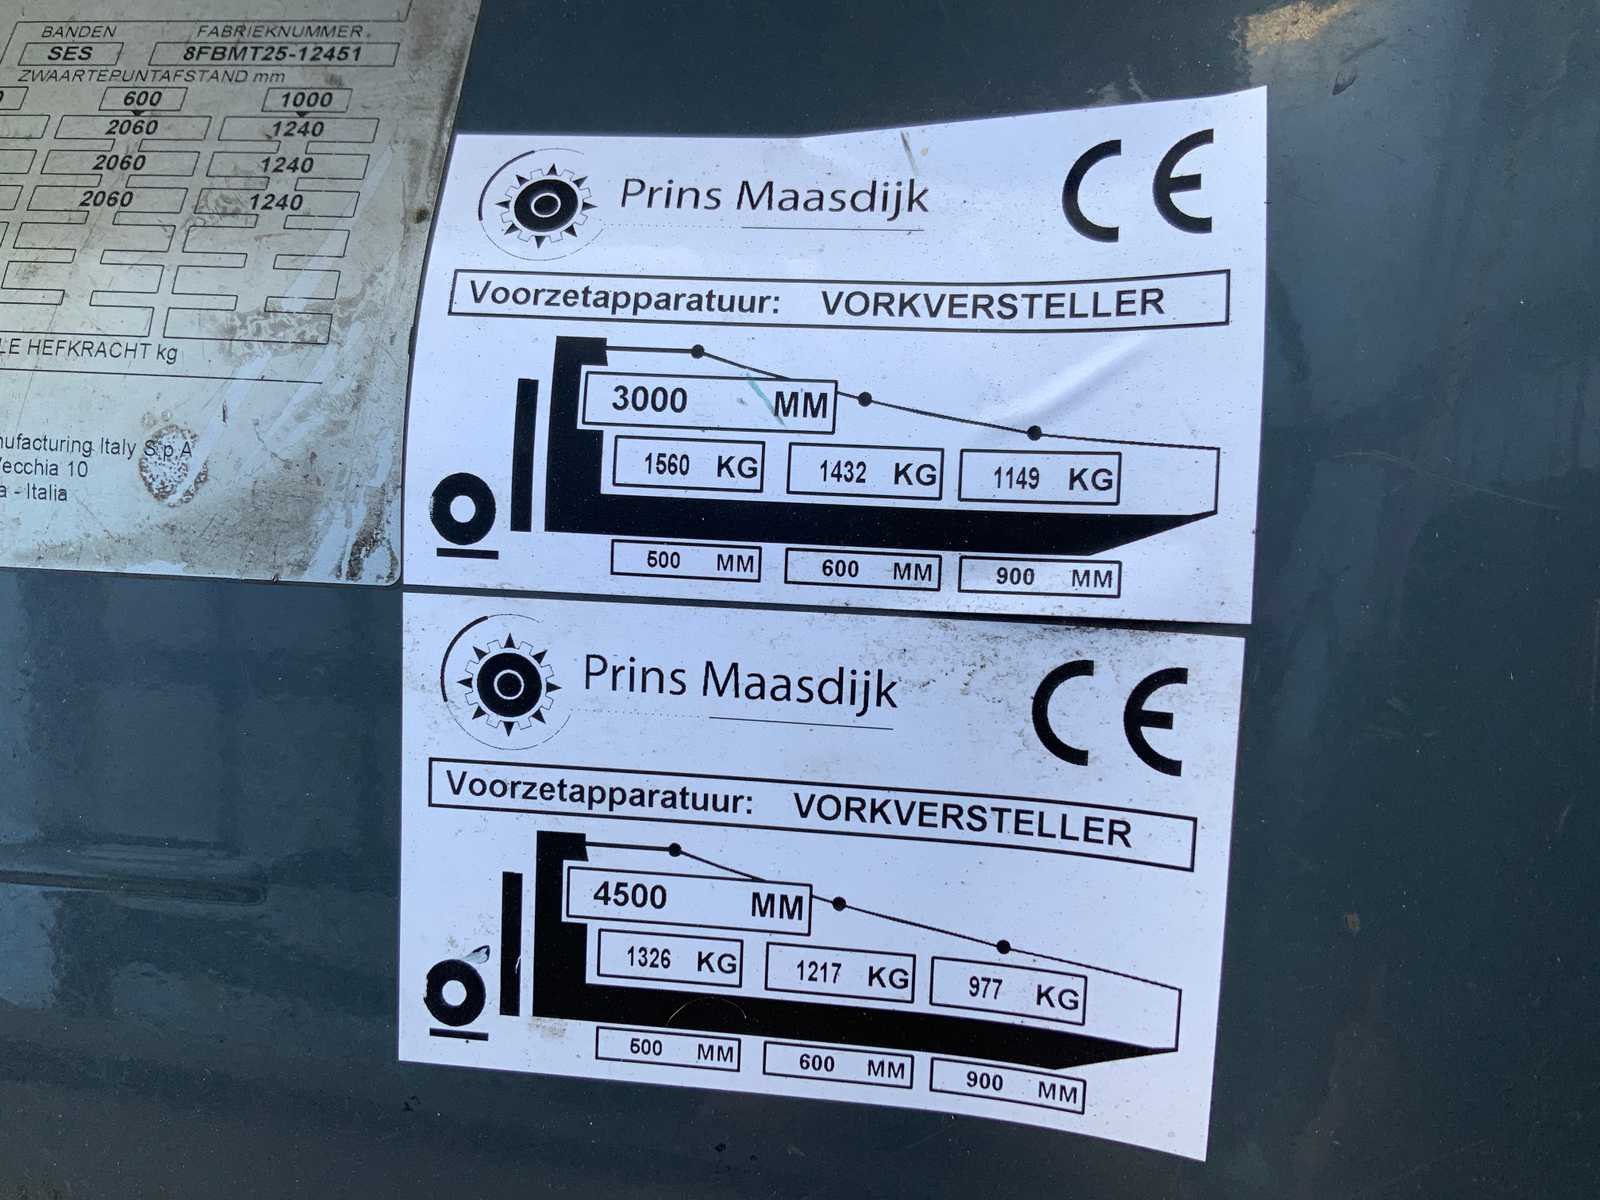 BANDEN FABRIEKNUMMER
SES 8FBMT25-12451
ZWAARTEPUNTAFSTAND mm
600 1000
2060 1240
2060 1240
2060 1240
HEFKRACHT kg
Italy S.p.A
Vecchia 10
- Italia
Prins Maasdijk CE
Voorzetapparatuur: VORKVERSTELLER
3000 MM
1560 KG 1432 KG 1149 KG
500 MM 600 MM 900 MM
Prins Maasdijk CE
Voorzetapparatuur: VORKVERSTELLER
4500 MM
1326 KG 1217 KG 977 KG
500 MM 600 MM 900 MM